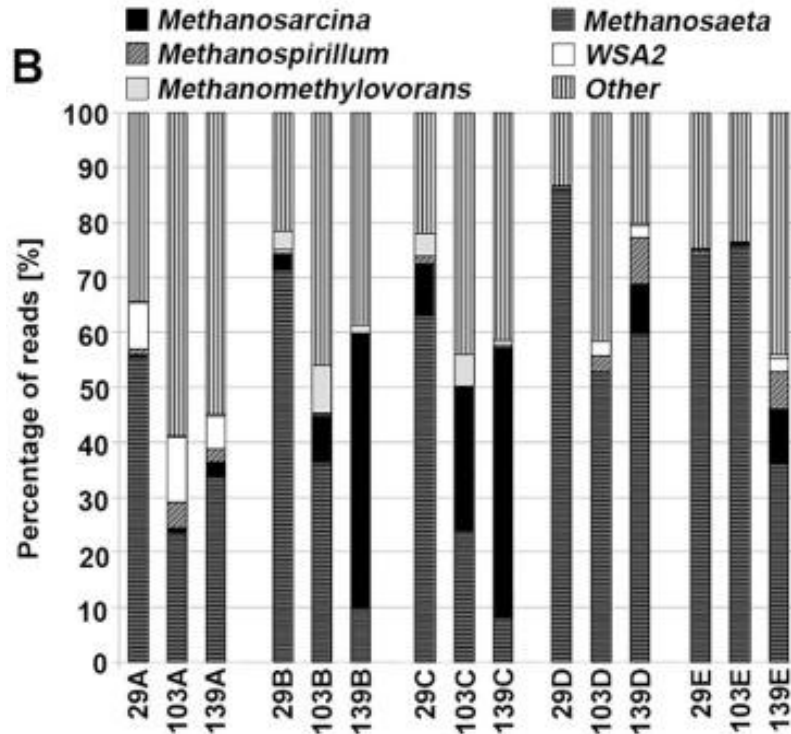 B
Methanosarcina
Methanosaeta
Methanospirillum
WSA2
Methanomethylovorans
Other
Percentage of reads [%]
100
90
80
70
60
50
40
30
20
10
0
29A
103A
139A
29B
103B
139B
29C
103C
139C
29D
103D
139D
29E
103E
139E